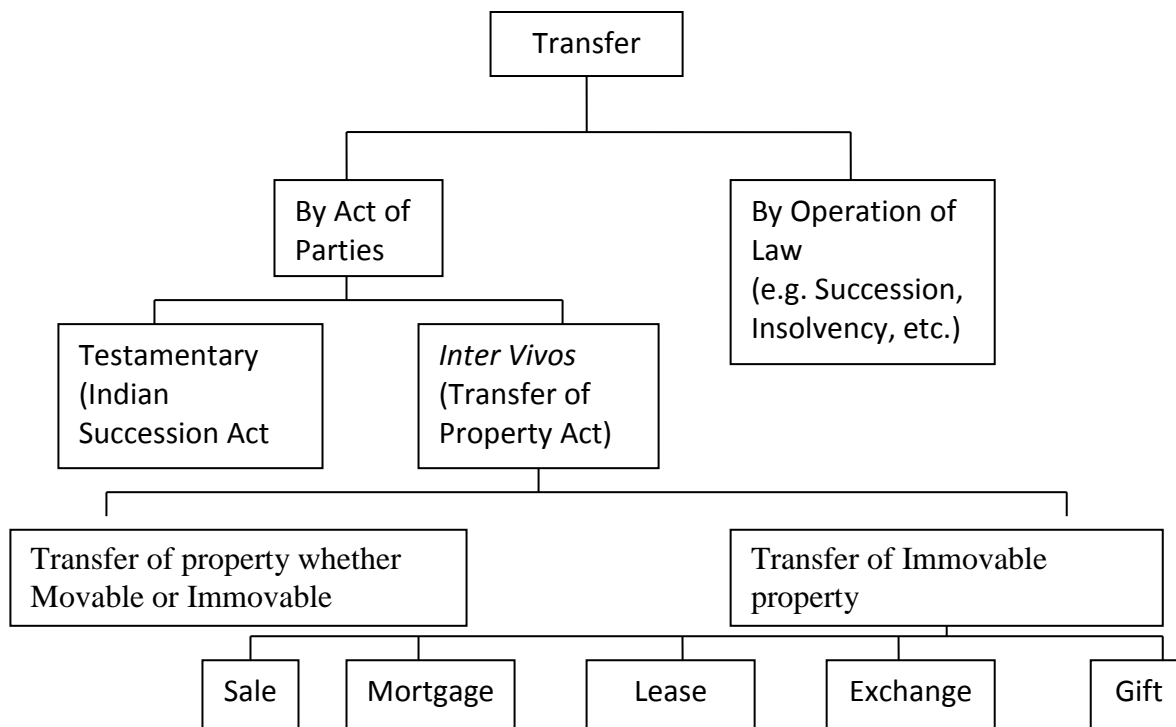 Transfer
By Act of
Parties
By Operation of
Law
(e.g. Succession,
Insolvency, etc.)
Testamentary
(Indian
Succession Act
Inter Vivos
(Transfer of
Property Act)
Transfer of property whether
Movable or Immovable
Transfer of Immovable
property
Sale
Mortgage
Lease
Exchange
Gift